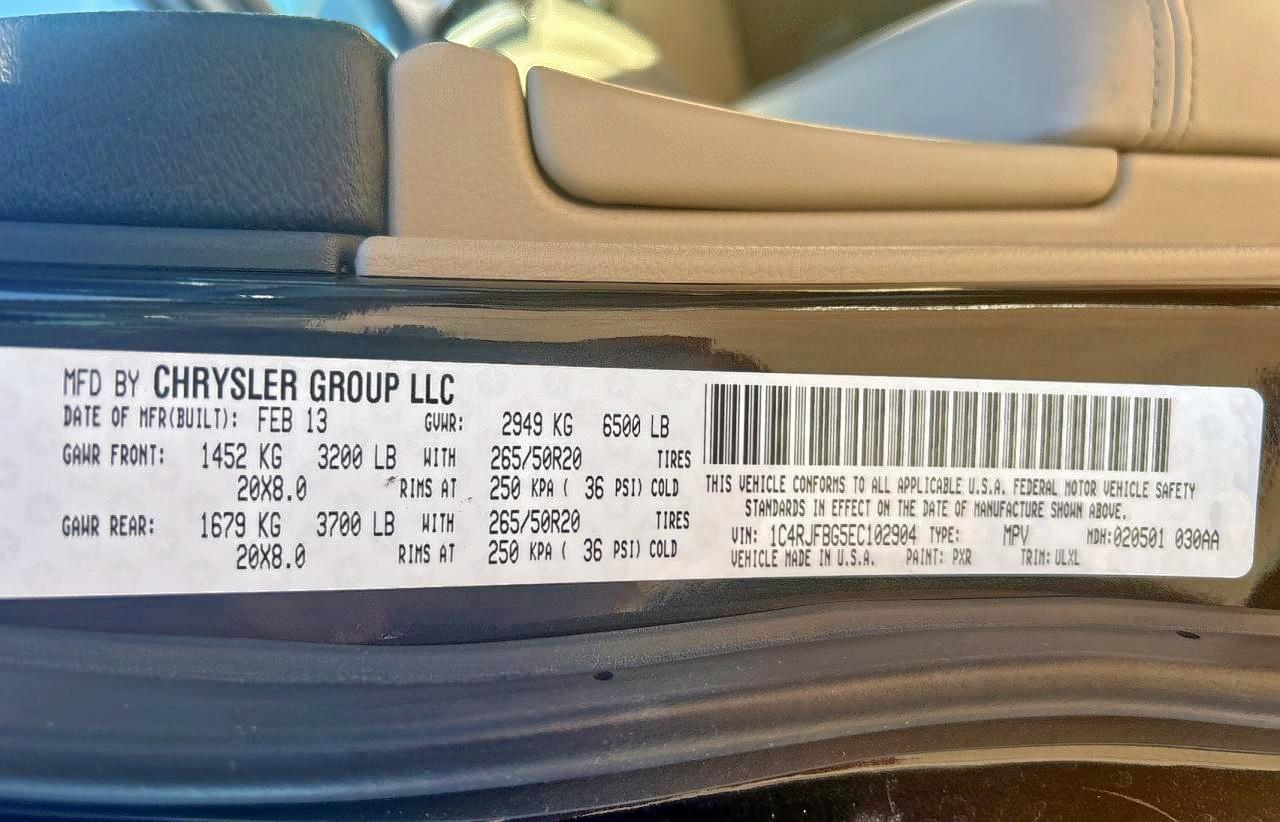 MFD BY CHRYSLER GROUP LLC
DATE OF MFR(BUILT): FEB 13 GVWR: 2949 KG 6500 LB
GAWR FRONT: 1452 KG 3200 LB WITH 265/50R20 TIRES
20X8.0 RIMS AT 250 KPA ( 36 PSI) COLD
GAWR REAR: 1679 KG 3700 LB WITH 265/50R20 TIRES
20X8.0 RIMS AT 250 KPA ( 36 PSI) COLD
THIS VEHICLE CONFORMS TO ALL APPLICABLE U.S.A. FEDERAL MOTOR VEHICLE SAFETY
STANDARDS IN EFFECT ON THE DATE OF MANUFACTURE SHOWN ABOVE.
VIN: 1C4RJFBG5EC102904 TYPE: MPV MDH:020501 030AA
VEHICLE MADE IN U.S.A. PAINT: PXR TRIM: ULXL